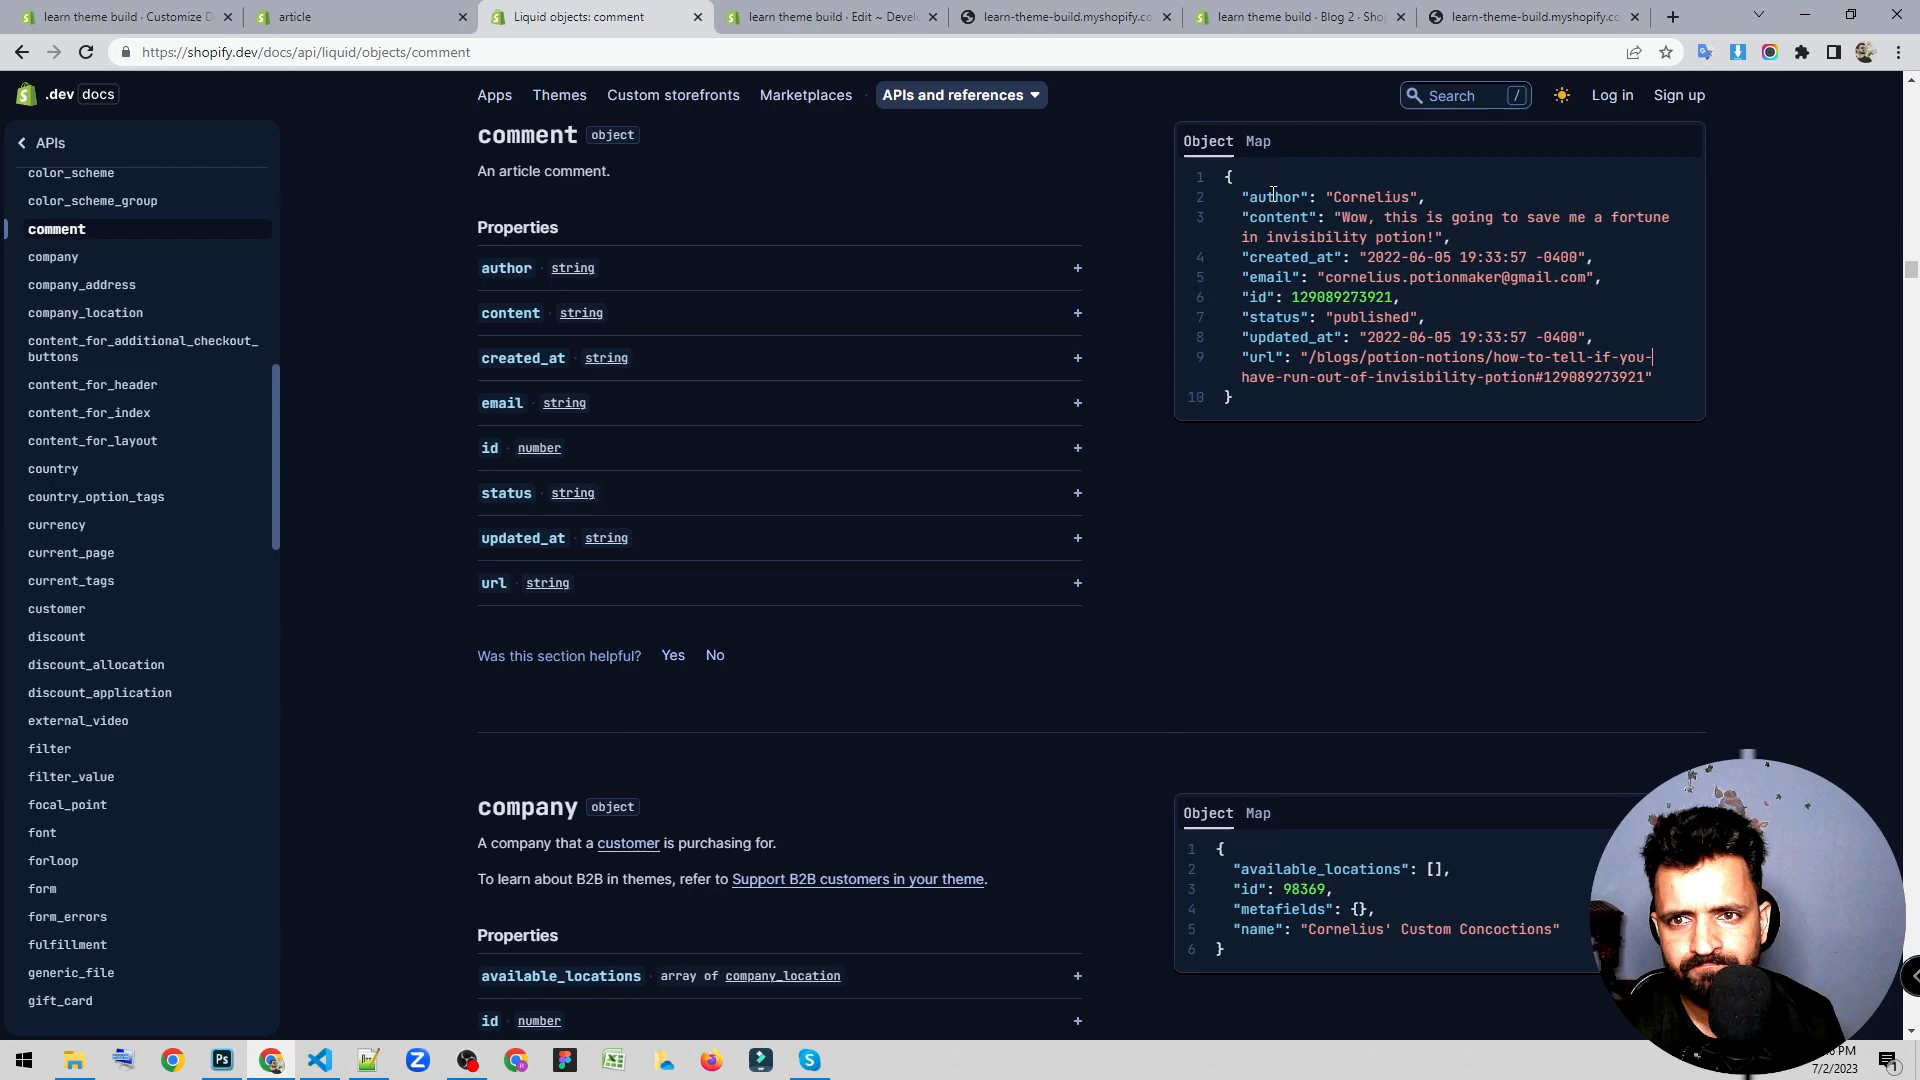 learn theme build · Customize D
article
Liquid objects: comment
learn theme build · Edit ~ Develo
learn-theme-build.myshopify.co
learn theme build · Blog 2 · Shop
learn-theme-build.myshopify.co
https://shopify.dev/docs/api/liquid/objects/comment
.dev docs
Apps Themes Custom storefronts Marketplaces APIs and references
Search /
Log in Sign up
APIs
color_scheme
color_scheme_group
comment
company
company_address
company_location
content_for_additional_checkout_
buttons
content_for_header
content_for_index
content_for_layout
country
country_option_tags
currency
current_page
current_tags
customer
discount
discount_allocation
discount_application
external_video
filter
filter_value
focal_point
font
forloop
form
form_errors
fulfillment
generic_file
gift_card
comment object
An article comment.
Properties
author · string +
content · string +
created_at · string +
email · string +
id · number +
status · string +
updated_at · string +
url · string +
Was this section helpful? Yes No
Object Map
1 {
2 "author": "Cornelius",
3 "content": "Wow, this is going to save me a fortune
in invisibility potion!",
4 "created_at": "2022-06-05 19:33:57 -0400",
5 "email": "cornelius.potionmaker@gmail.com",
6 "id": 129089273921,
7 "status": "published",
8 "updated_at": "2022-06-05 19:33:57 -0400",
9 "url": "/blogs/potion-notions/how-to-tell-if-you-
have-run-out-of-invisibility-potion#129089273921"
10 }
company object
A company that a customer is purchasing for.
To learn about B2B in themes, refer to Support B2B customers in your theme.
Properties
available_locations · array of company_location +
id · number +
Object Map
1 {
2 "available_locations": [],
3 "id": 98369,
4 "metafields": {},
5 "name": "Cornelius' Custom Concoctions"
6 }
Ps
PM
7/2/2023
1